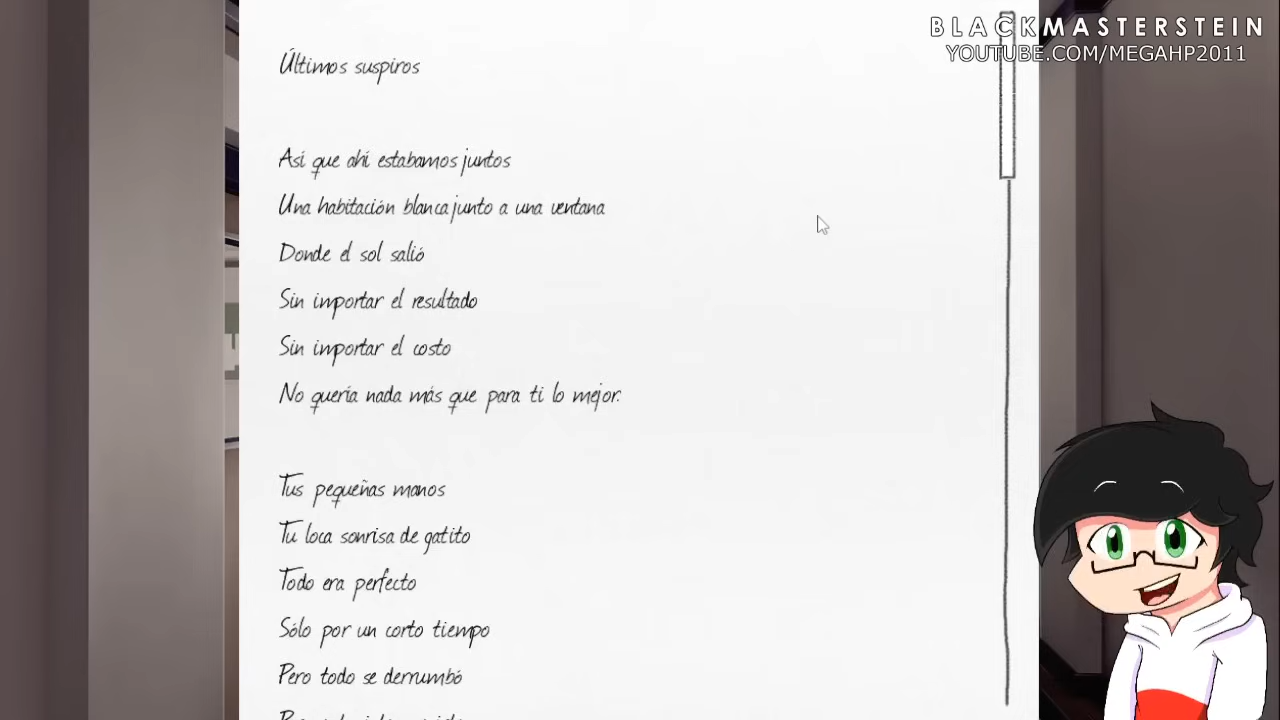 BLACKMASTERSTEIN
YOUTUBE.COM/MEGAHP2011
Últimos suspiros
Así que ahí estabamos juntos
Una habitación blanca junto a una ventana
Donde el sol salió
Sin importar el resultado
Sin importar el costo
No quería nada más que para ti lo mejor.
Tus pequeñas manos
Tu loca sonrisa de gatito
Todo era perfecto
Sólo por un corto tiempo
Pero todo se derrumbó